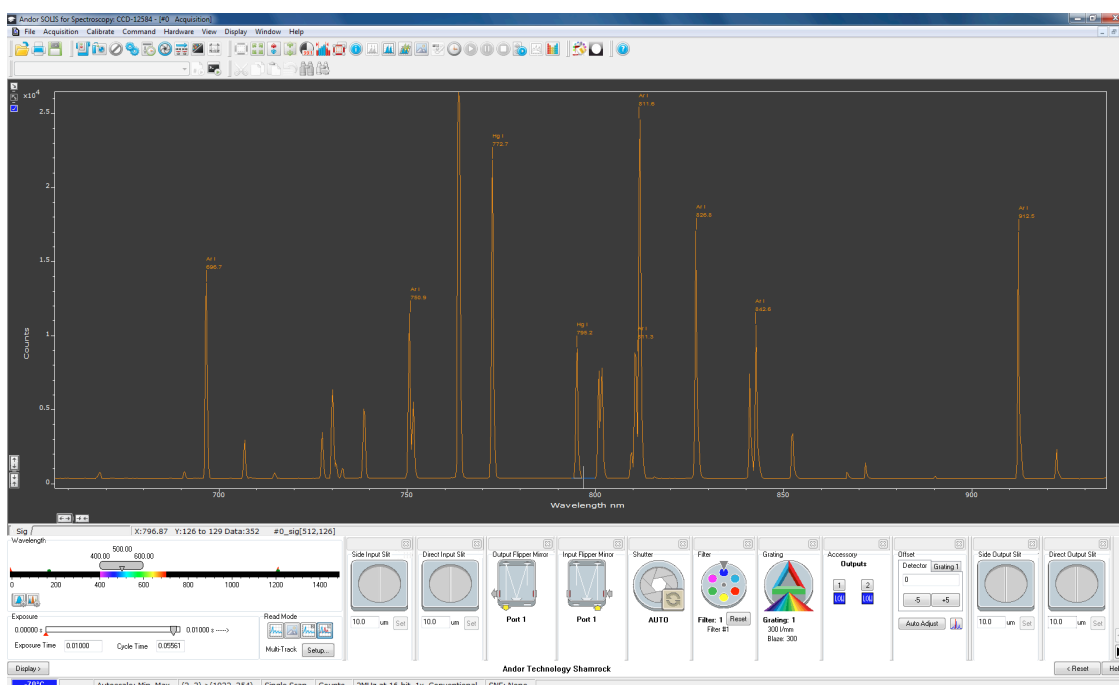 Andor SOLIS for Spectroscopy: CCD-12584 - [#0 Acquisition]
File Acquisition Calibrate Command Hardware View Display Window Help
x10⁴
2.5
2
1.5
1
0.5
0
Counts
Ar I
811.8
Hg I
772.7
Ar I
826.8
Ar I
912.5
Ar I
696.7
Ar I
750.9
Ar I
842.8
Hg I
795.2
Ar I
811.3
700 750 800 850 900
Wavelength nm
Sig X:796.87 Y:126 to 129 Data:352 #0_sig[512,126]
Wavelength
500.00
400.00 600.00
0 200 400 600 800 1000 1200 1400
Exposure
0.00000 s 0.01000 s ----->
Exposure Time 0.01000 Cycle Time 0.05561
Read Mode
Multi-Track Setup...
Side Input Slit
10.0 um Set
Direct Input Slit
10.0 um Set
Output Flipper Mirror
Port 1
Input Flipper Mirror
Port 1
Shutter
AUTO
Filter
Filter: 1 Reset
Filter #1
Grating
Grating: 1
300 l/mm
Blaze: 300
Accessory
Outputs
1 2
LOW LOW
Offset
Detector Grating 1
0
-5 +5
Auto Adjust
Side Output Slit
10.0 um Set
Direct Output Slit
10.0 um Set
Display > Andor Technology Shamrock < Reset Hel